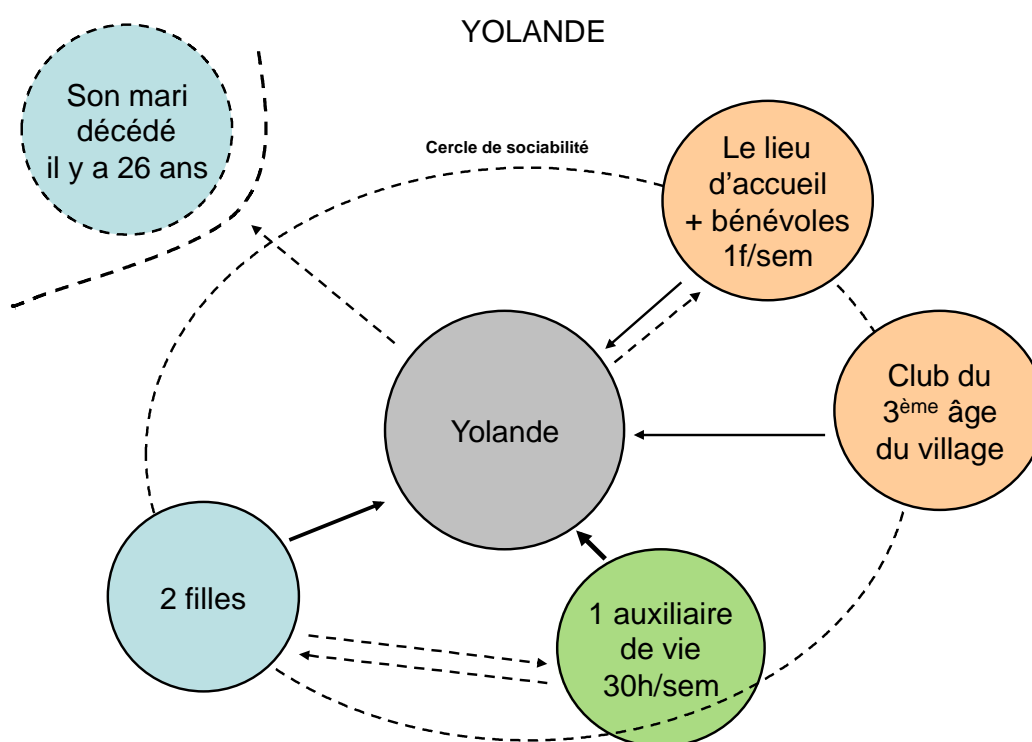 YOLANDE
Son mari
décédé
il y a 26 ans
Cercle de sociabilité
Le lieu
d’accueil
+ bénévoles
1f/sem
Club du
3ème âge
du village
Yolande
2 filles
1 auxiliaire
de vie
30h/sem